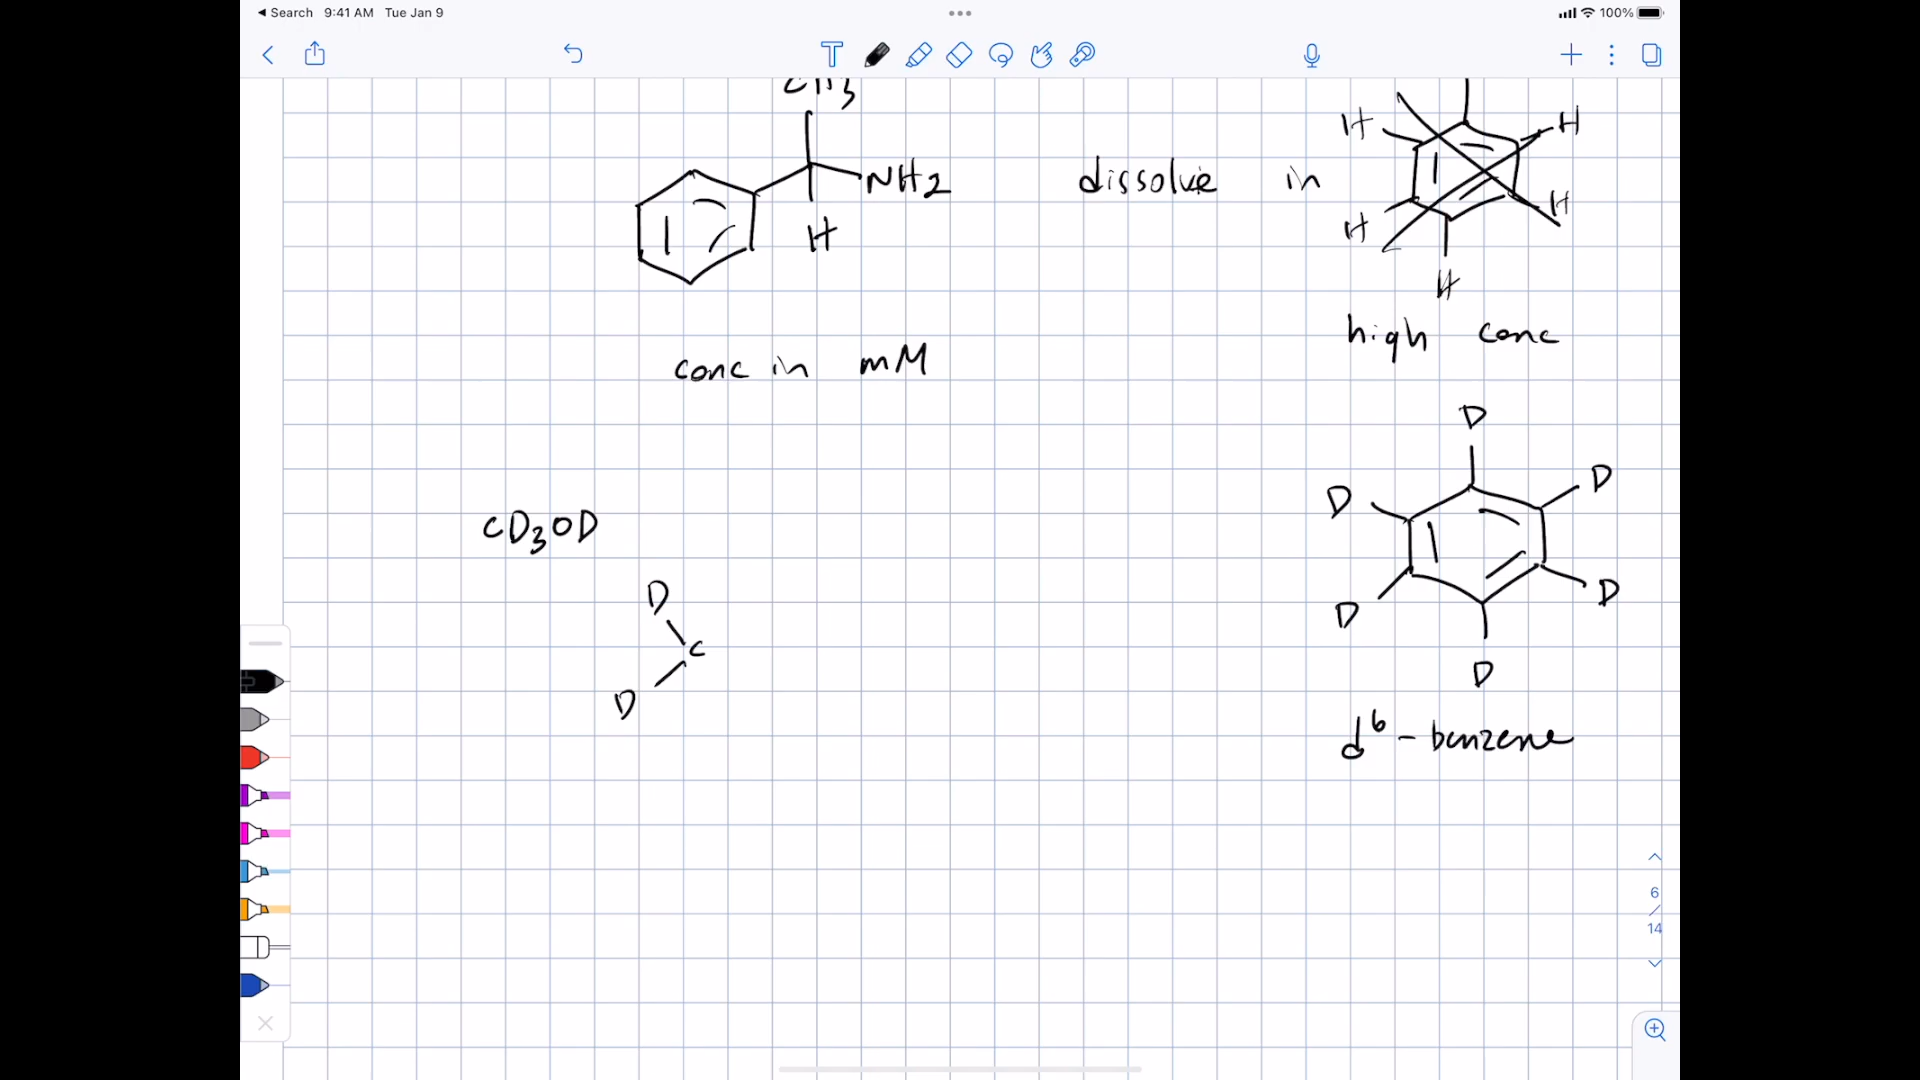 Search 9:41 AM Tue Jan 9
100%
T
CH3
H H
NH2 dissolve in
H
H H
H
high conc
conc in mM
D
D D
CD3OD
D
D D
C
D
D
d6 - benzene
6
14